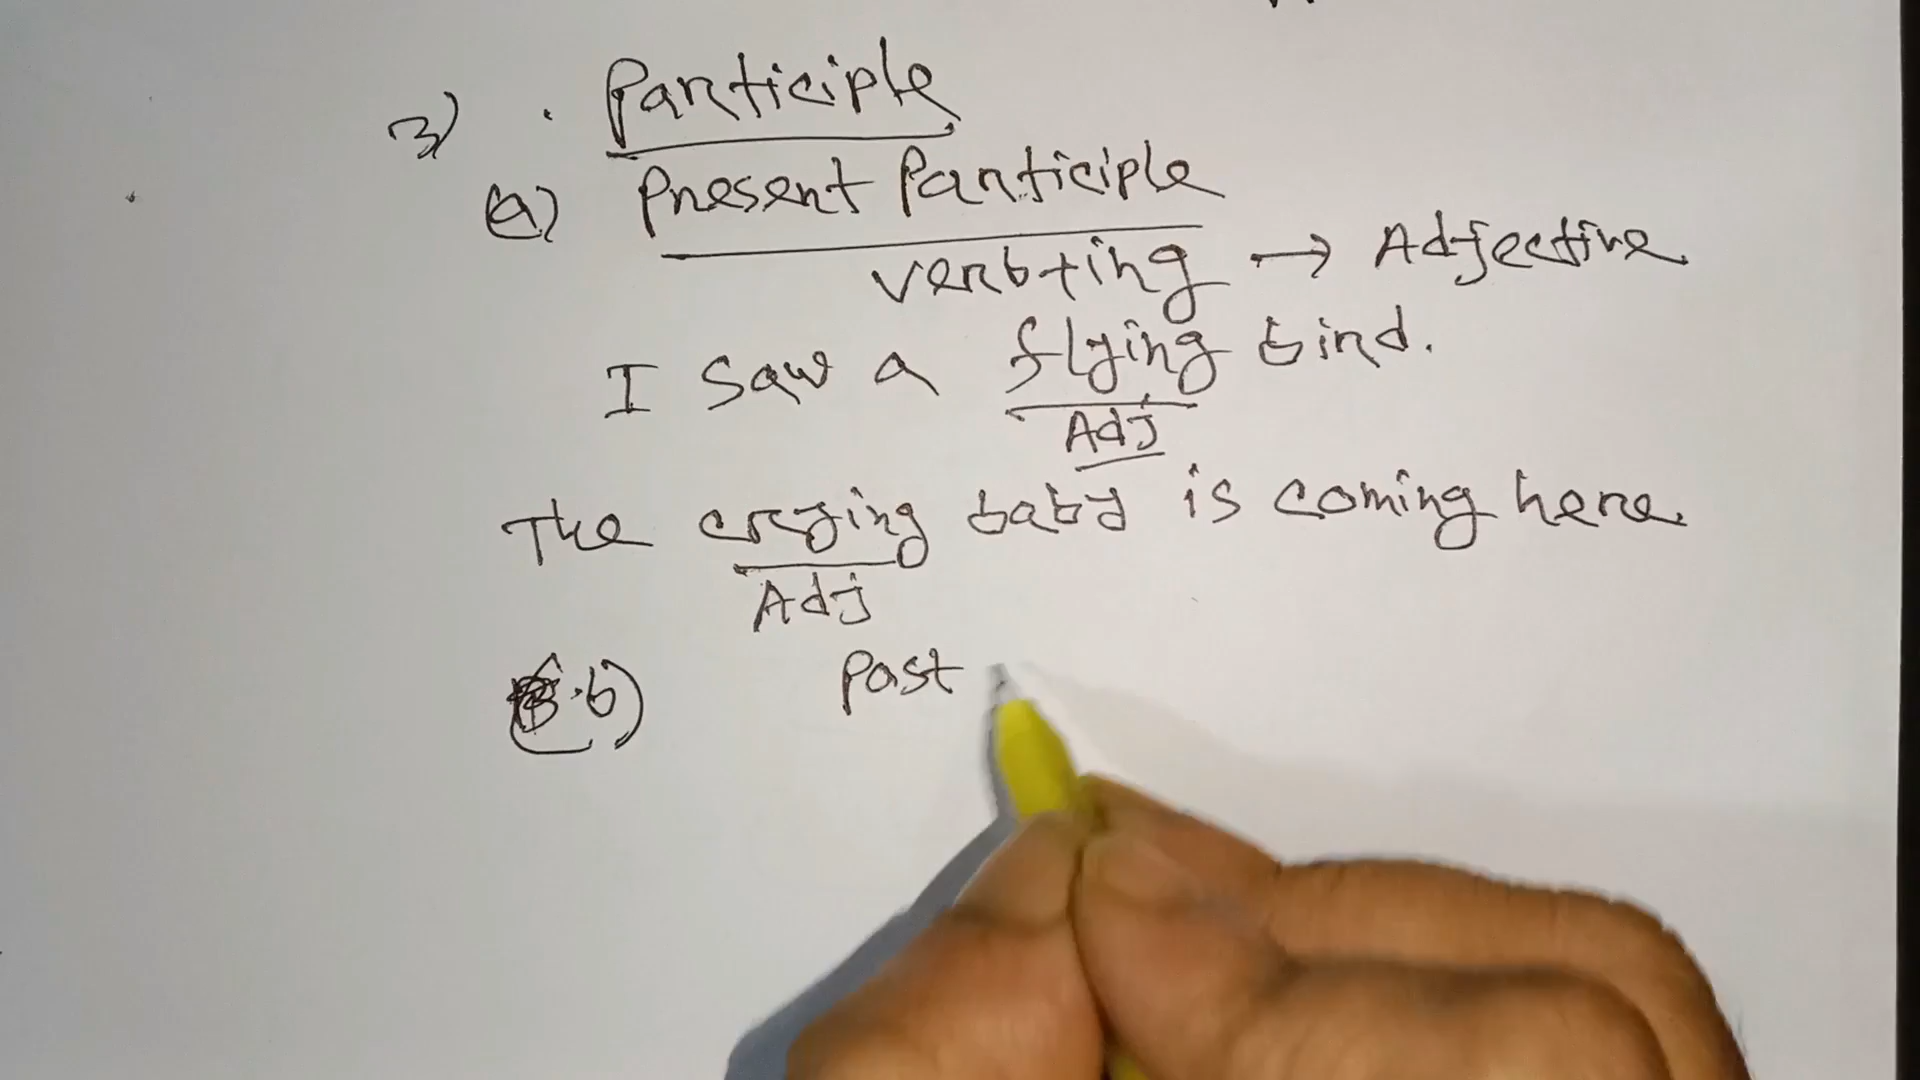 3) Participle
(a) Present Participle
verb+ing → Adjective
I saw a flying bird.
Adj
The crying baby is coming here.
Adj
b) Past